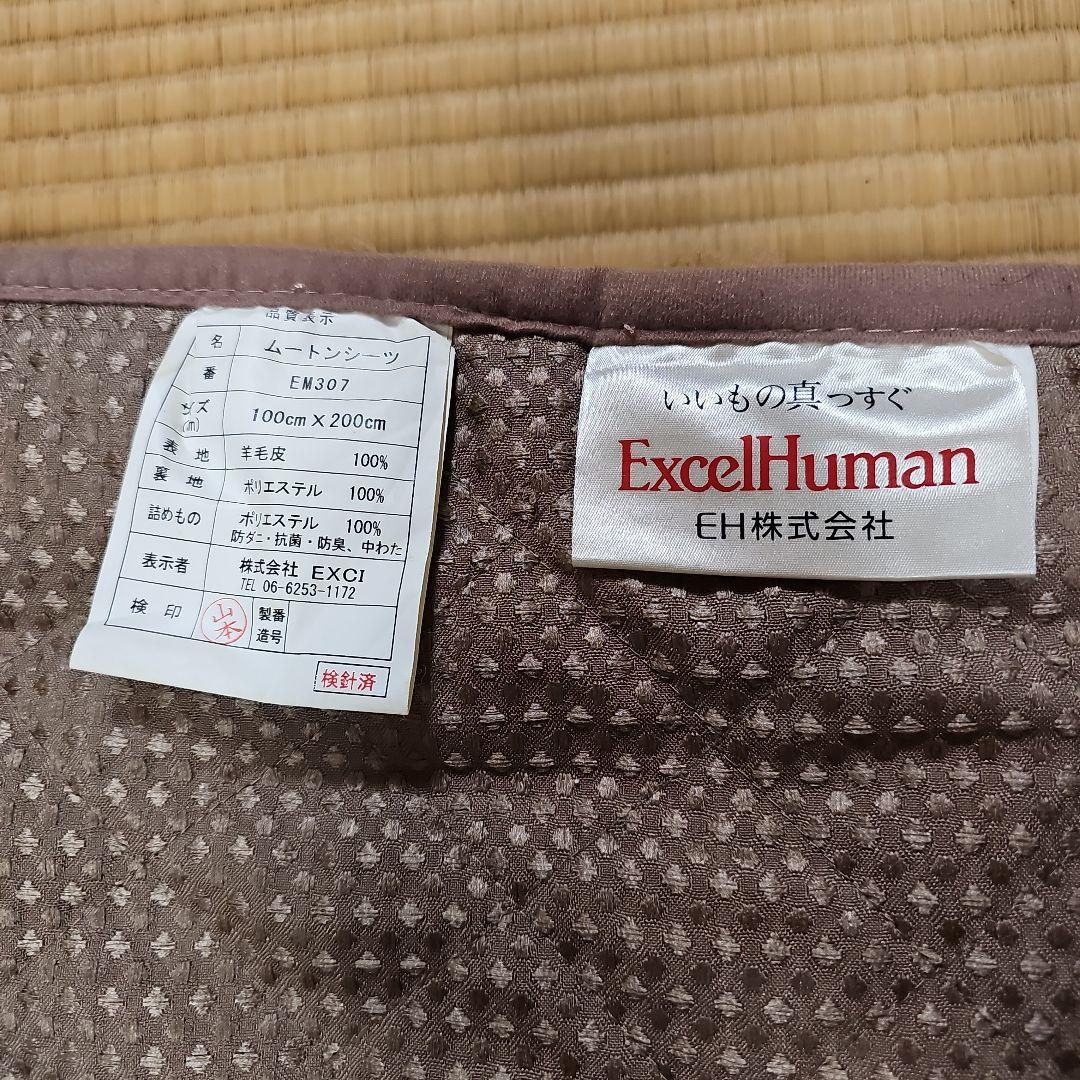 品質表示
名 ムートンシーツ
番 EM307
サイズ 100cm×200cm
(m)
表地 羊毛皮 100%
裏地 ポリエステル 100%
詰めもの ポリエステル 100%
防ダニ・抗菌・防臭、中わた
表示者 株式会社 EXCI
TEL 06-6253-1172
検印 山本 製番
造号
検針済
いいもの真っすぐ
ExcelHuman
EH株式会社